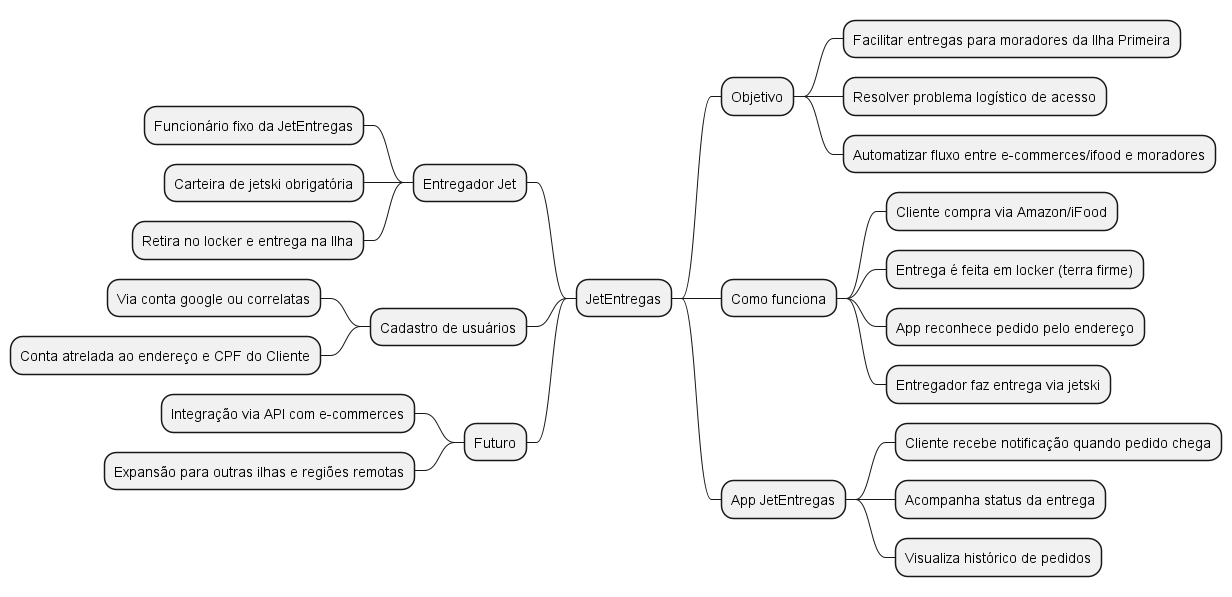 JetEntregas
Objetivo
Facilitar entregas para moradores da Ilha Primeira
Resolver problema logístico de acesso
Automatizar fluxo entre e-commerces/ifood e moradores
Como funciona
Cliente compra via Amazon/iFood
Entrega é feita em locker (terra firme)
App reconhece pedido pelo endereço
Entregador faz entrega via jetski
App JetEntregas
Cliente recebe notificação quando pedido chega
Acompanha status da entrega
Visualiza histórico de pedidos
Entregador Jet
Funcionário fixo da JetEntregas
Carteira de jetski obrigatória
Retira no locker e entrega na Ilha
Cadastro de usuários
Via conta google ou correlatas
Conta atrelada ao endereço e CPF do Cliente
Futuro
Integração via API com e-commerces
Expansão para outras ilhas e regiões remotas